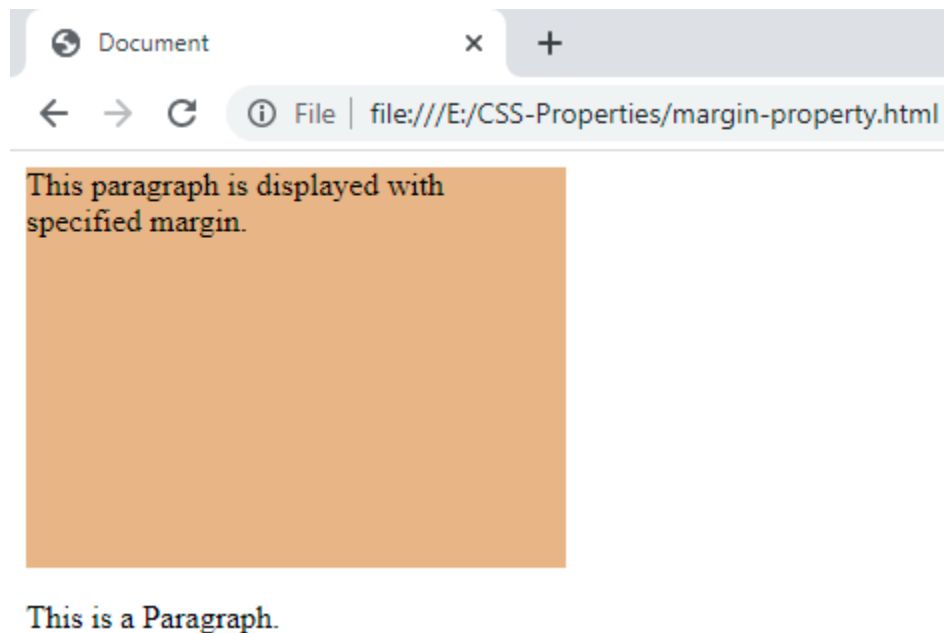 Document
File | file:///E:/CSS-Properties/margin-property.html
This paragraph is displayed with
specified margin.
This is a Paragraph.